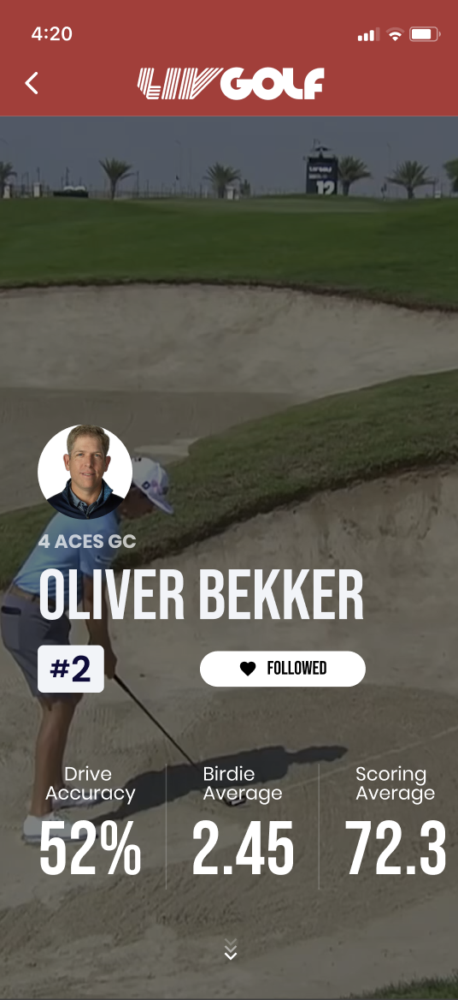 4:20
LIV GOLF
12
4 ACES GC
OLIVER BEKKER
#2
FOLLOWED
Drive
Accuracy
52%
Birdie
Average
2.45
Scoring
Average
72.3